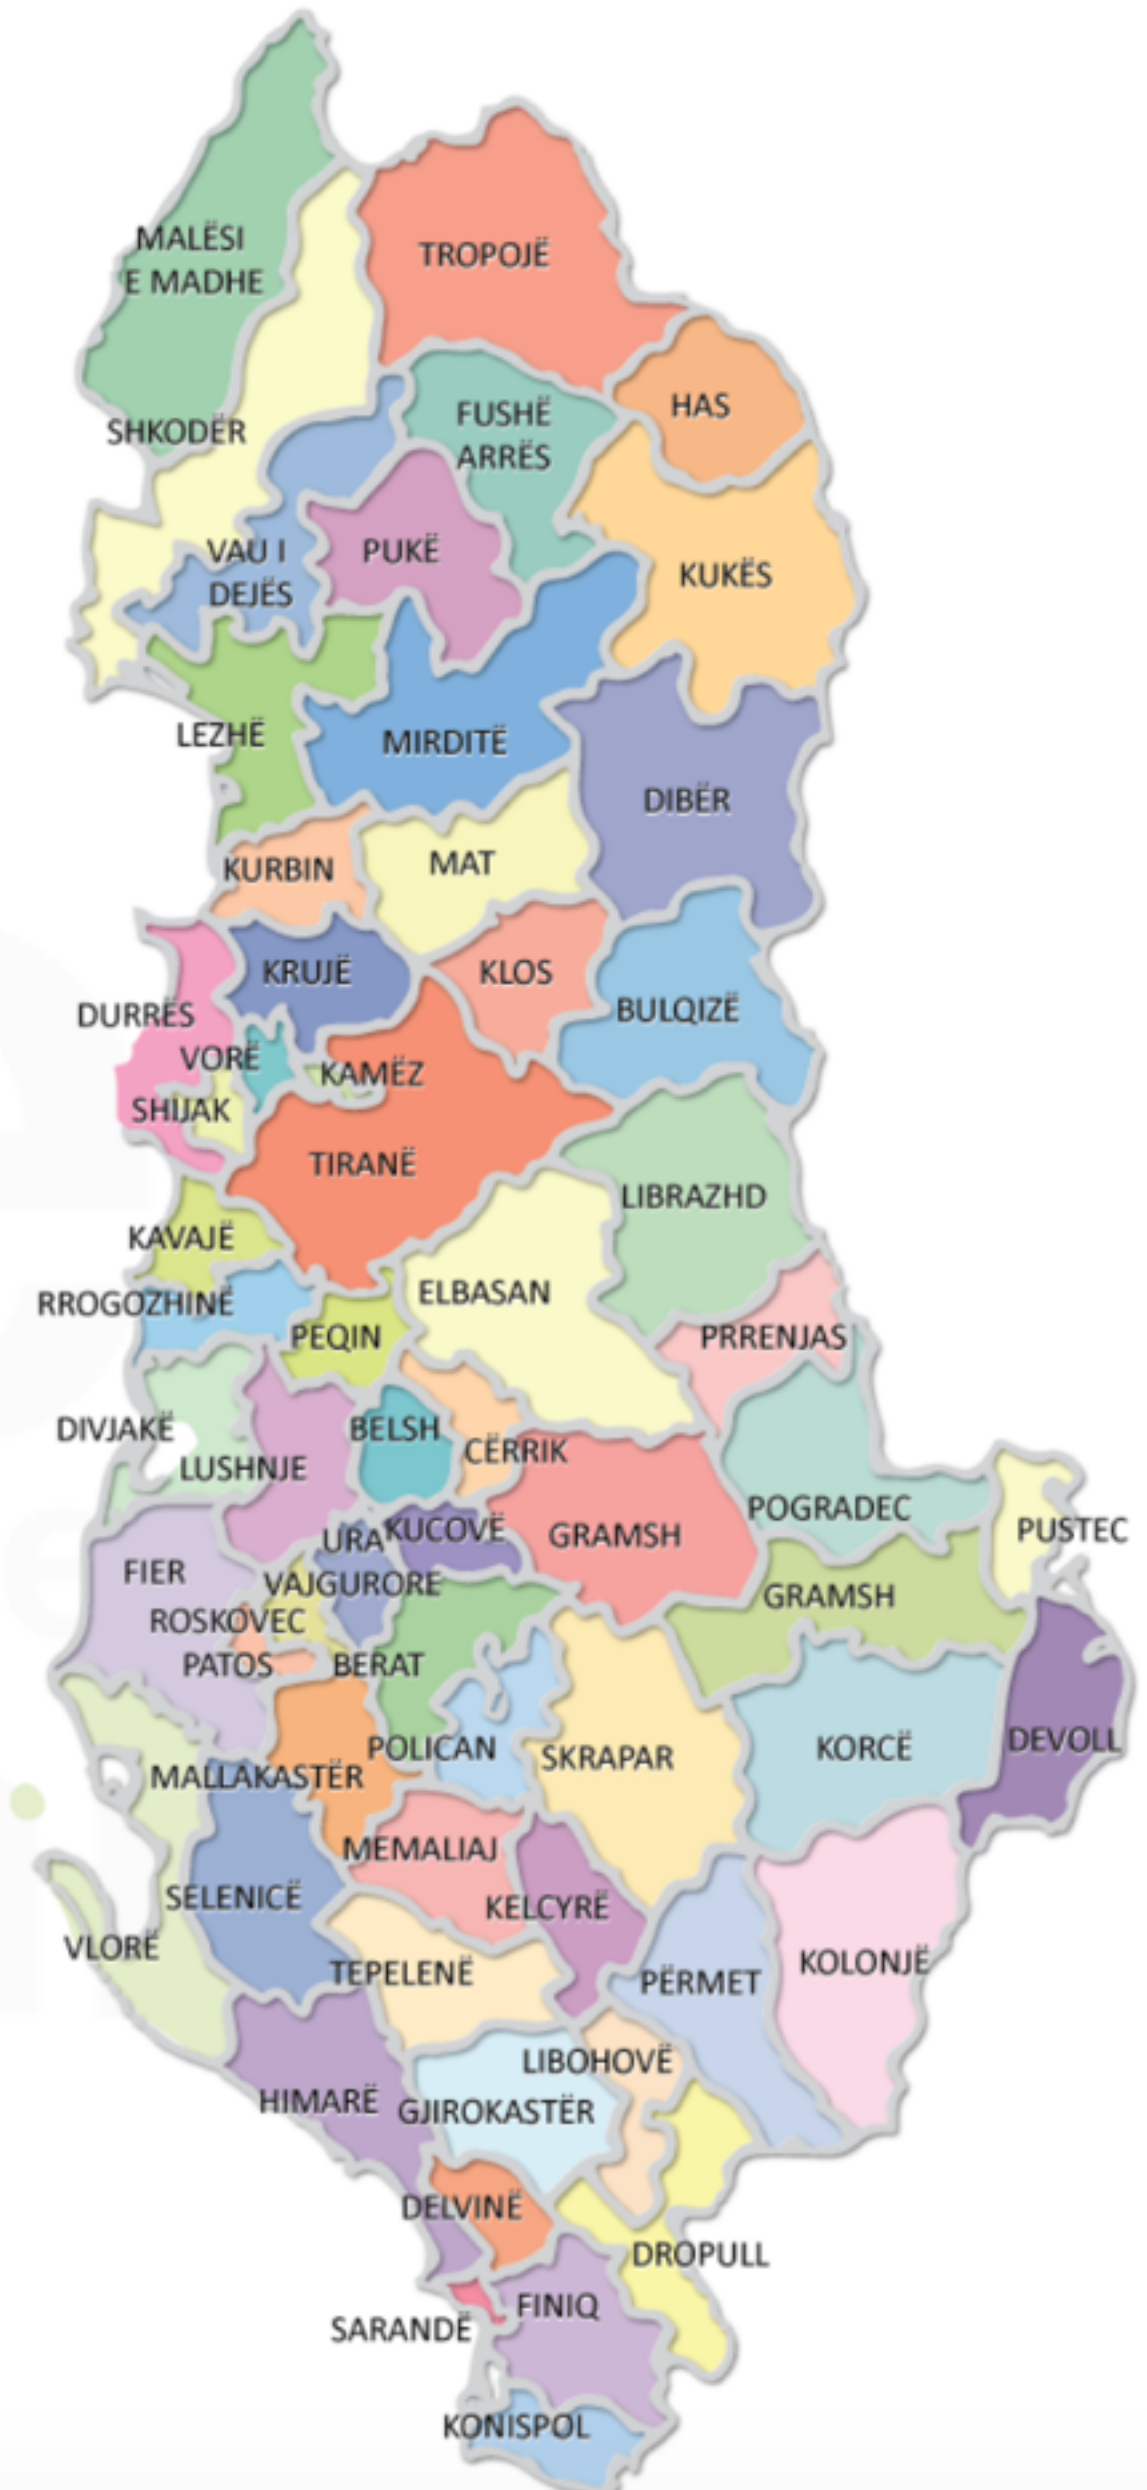 MALËSI
E MADHE
TROPOJË
HAS
FUSHË
ARRËS
SHKODËR
VAU I
DEJËS
PUKË
KUKËS
LEZHË
MIRDITË
DIBËR
KURBIN
MAT
KRUJË
KLOS
BULQIZË
DURRËS
VORË
KAMËZ
SHIJAK
TIRANË
LIBRAZHD
KAVAJË
ELBASAN
RROGOZHINË
PEQIN
PRRENJAS
DIVJAKË
BELSH
CËRRIK
LUSHNJE
POGRADEC
PUSTEC
URA
VAJGURORE
KUCOVË
GRAMSH
FIER
GRAMSH
ROSKOVEC
PATOS
BERAT
POLICAN
SKRAPAR
KORCË
DEVOLL
MALLAKASTËR
MEMALIAJ
SELENICË
KELCYRË
VLORË
TEPELENË
PËRMET
KOLONJË
LIBOHOVË
HIMARË
GJIROKASTËR
DELVINË
DROPULL
FINIQ
SARANDË
KONISPOL